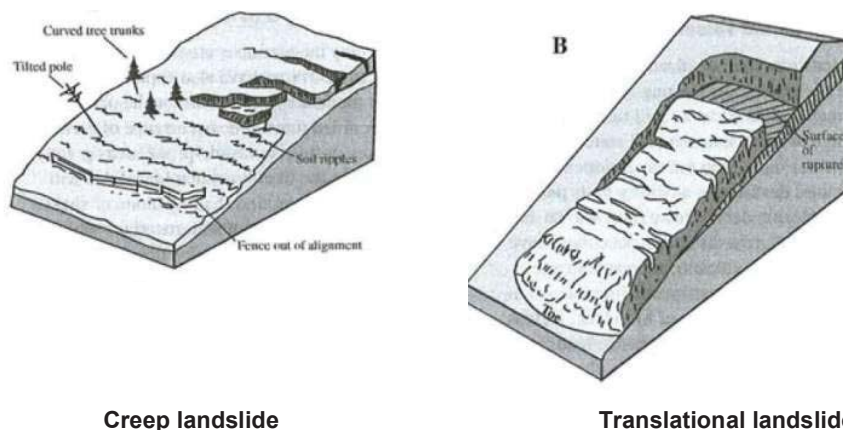 Curved tree trunks
Tilted pole
Soil ripples
Fence out of alignment
B
Surface
of
rupture
Toe
Creep landslide
Translational landslide